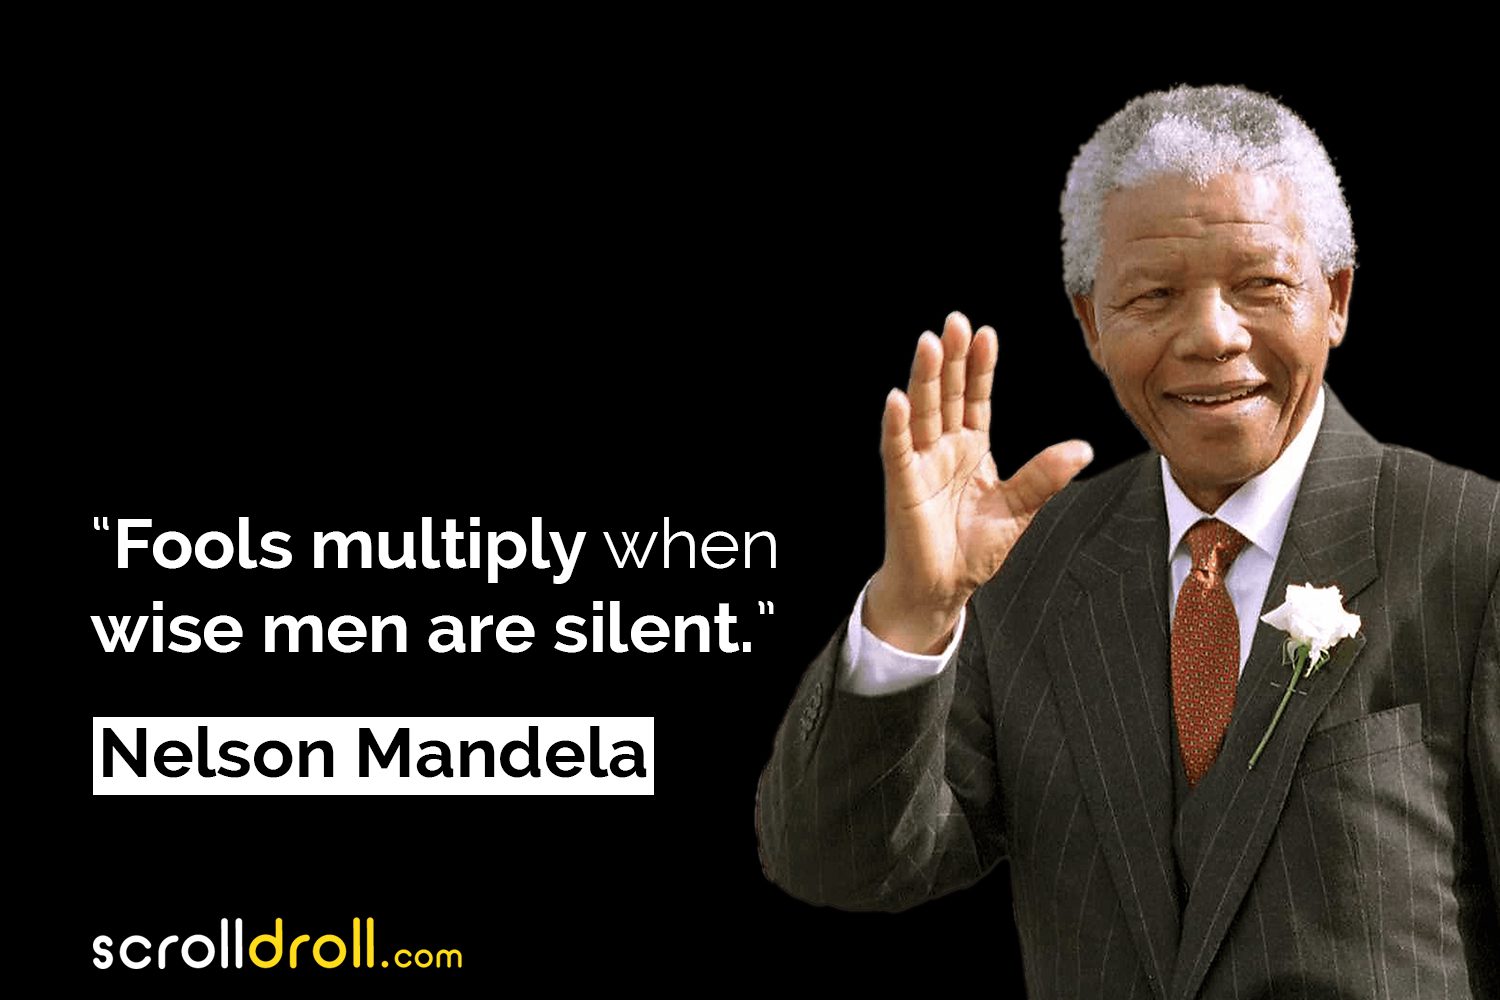 “Fools multiply when
wise men are silent.”
Nelson Mandela
scrolldroll.com